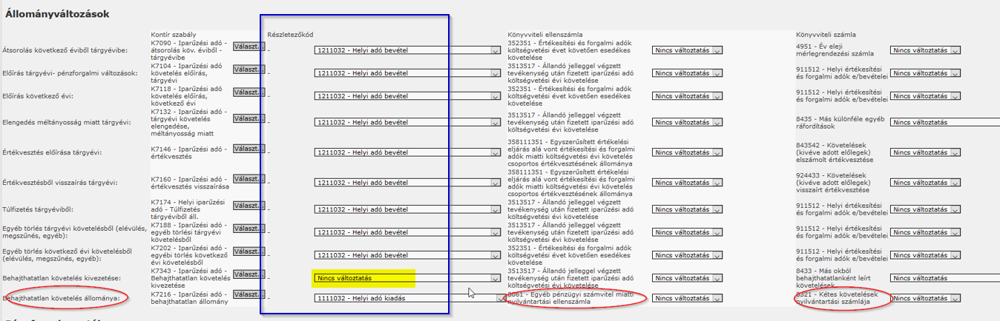 Állományváltozások
Kontír szabály Részletezőkód Könyvviteli ellenszámla Könyvviteli számla
Átsorolás következő éviből tárgyévibe:
K7090 - Iparűzési adó -
átsorolás köv. éviből -
tárgyévibe
Választ...
-
1211032 - Helyi adó bevétel
352351 - Értékesítési és forgalmi adók
költségvetési évet követően esedékes
követelése
Nincs változtatás
4951 - Év eleji
mérlegrendezési számla
Nincs változtatás
Előírás tárgyévi- pénzforgalmi változások:
K7104 - Iparűzési adó
követelés előírás,
tárgyévi
Választ...
-
1211032 - Helyi adó bevétel
3513517 - Állandó jelleggel végzett
tevékenység után fizetett iparűzési adó
költségvetési évi követelése
Nincs változtatás
911512 - Helyi értékesítési
és forgalmi adók e/bevételei
Nincs változtatás
Előírás következő évi:
K7118 - Iparűzési adó
követelés előírás,
következő évi
Választ...
-
1211032 - Helyi adó bevétel
352351 - Értékesítési és forgalmi adók
költségvetési évet követően esedékes
követelése
Nincs változtatás
911512 - Helyi értékesítési
és forgalmi adók e/bevételei
Nincs változtatás
Elengedés méltányosság miatt tárgyévi:
K7132 - Iparűzési adó -
tárgyévi követelés
elengedése,
méltányosság miatt
Választ...
-
1211032 - Helyi adó bevétel
3513517 - Állandó jelleggel végzett
tevékenység után fizetett iparűzési adó
költségvetési évi követelése
Nincs változtatás
8435 - Más különféle egyéb
ráfordítások
Nincs változtatás
Értékvesztés előírása tárgyévi:
K7146 - Iparűzési adó -
értékvesztés
Választ...
-
1211032 - Helyi adó bevétel
358111351 - Egyszerűsített értékelési
eljárás alá vont értékesítési és forgalmi
adók miatti költségvetési évi követelés
csoportos értékvesztésének állománya
Nincs változtatás
843542 - Követelések
(kivéve adott előlegek)
elszámolt értékvesztése
Nincs változtatás
Értékvesztésből visszaírás tárgyévi:
K7160 - Iparűzési adó -
értékvesztés visszaírása
Választ...
-
1211032 - Helyi adó bevétel
358111351 - Egyszerűsített értékelési
eljárás alá vont értékesítési és forgalmi
adók miatti költségvetési évi követelés
csoportos értékvesztésének állománya
Nincs változtatás
924433 - Követelések
(kivéve adott előlegek)
visszaírt értékvesztése
Nincs változtatás
Túlfizetés tárgyéviből:
K7174 - Helyi iparűzési
adó - Túlfizetés
tárgyéviből áll.
Választ...
-
1211032 - Helyi adó bevétel
3513517 - Állandó jelleggel végzett
tevékenység után fizetett iparűzési adó
költségvetési évi követelése
Nincs változtatás
911512 - Helyi értékesítési
és forgalmi adók e/bevételei
Nincs változtatás
Egyéb törlés tárgyévi követelésből (elévülés,
megszűnés, egyéb):
K7188 - Iparűzési adó -
egyéb törlési tárgyévi
követelésből
Választ...
-
1211032 - Helyi adó bevétel
3513517 - Állandó jelleggel végzett
tevékenység után fizetett iparűzési adó
költségvetési évi követelése
Nincs változtatás
911512 - Helyi értékesítési
és forgalmi adók e/bevételei
Nincs változtatás
Egyéb törlés következő évi követelésből
(elévülés, megszűnés, egyéb):
K7202 - Iparűzési adó -
egyébi törlés következő
évi követelésből
Választ...
-
1211032 - Helyi adó bevétel
352351 - Értékesítési és forgalmi adók
költségvetési évet követően esedékes
követelése
Nincs változtatás
911512 - Helyi értékesítési
és forgalmi adók e/bevételei
Nincs változtatás
Behajthatatlan követelés kivezetése:
K7343 - Iparűzési adó -
Behajthatatlan követelés
kivezetése
Választ...
-
Nincs változtatás
3513517 - Állandó jelleggel végzett
tevékenység után fizetett iparűzési adó
költségvetési évi követelése
Nincs változtatás
8433 - Más okból
behajthatatlanként leírt
követelések
Nincs változtatás
Behajthatatlan követelés állománya:
K7216 - Iparűzési adó -
behajthatatlan állomány
Választ...
-
1111032 - Helyi adó kiadás
0061 - Egyéb pénzügyi számvitel miatti
nyilvántartási ellenszámla
Nincs változtatás
0321 - Kétes követelések
nyilvántartási számlája
Nincs változtatás